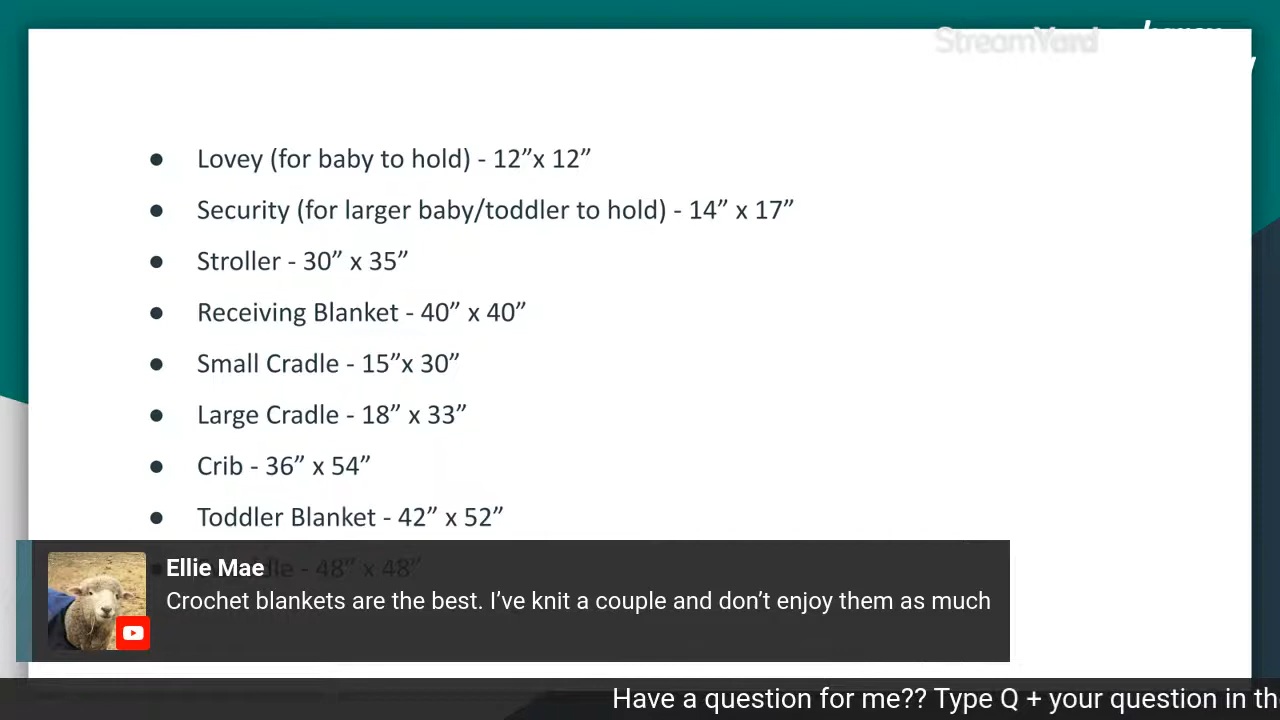 StreamYard
● Lovey (for baby to hold) - 12”x 12”
● Security (for larger baby/toddler to hold) - 14” x 17”
● Stroller - 30” x 35”
● Receiving Blanket - 40” x 40”
● Small Cradle - 15”x 30”
● Large Cradle - 18” x 33”
● Crib - 36” x 54”
● Toddler Blanket - 42” x 52”
- 48” x 48”
Ellie Mae
Crochet blankets are the best. I’ve knit a couple and don’t enjoy them as much
Have a question for me?? Type Q + your question in th